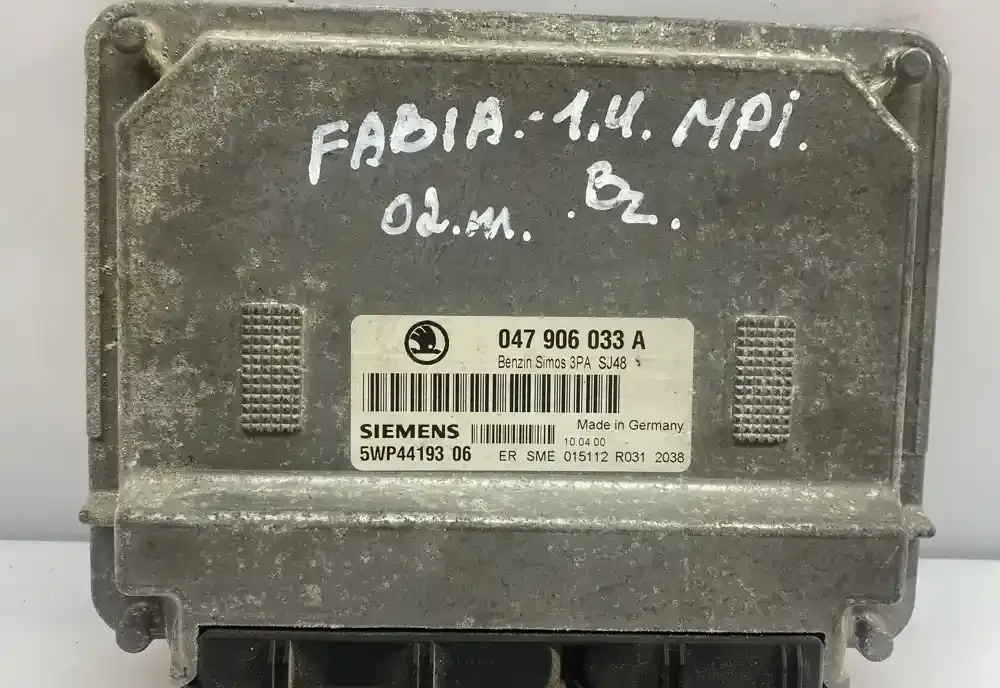 FABIA.-1,4. MPi.
02.m. .Bz.
047 906 033 A
Benzin Simos 3PA SJ48
SIEMENS Made in Germany
10.04.00
5WP44193 06 ER SME 015112 R031 2038